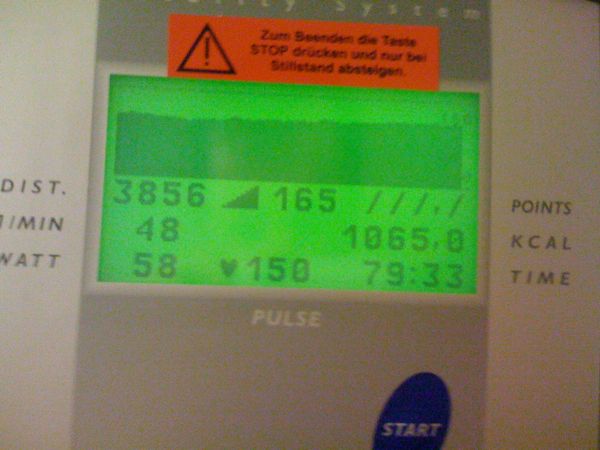 System
Zum Beenden die Taste
STOP drücken und nur bei
Stillstand absteigen.
DIST. 3856 165 ///,/ POINTS
/MIN 48 1065,0 KCAL
WATT 58 150 79:33 TIME
PULSE
START